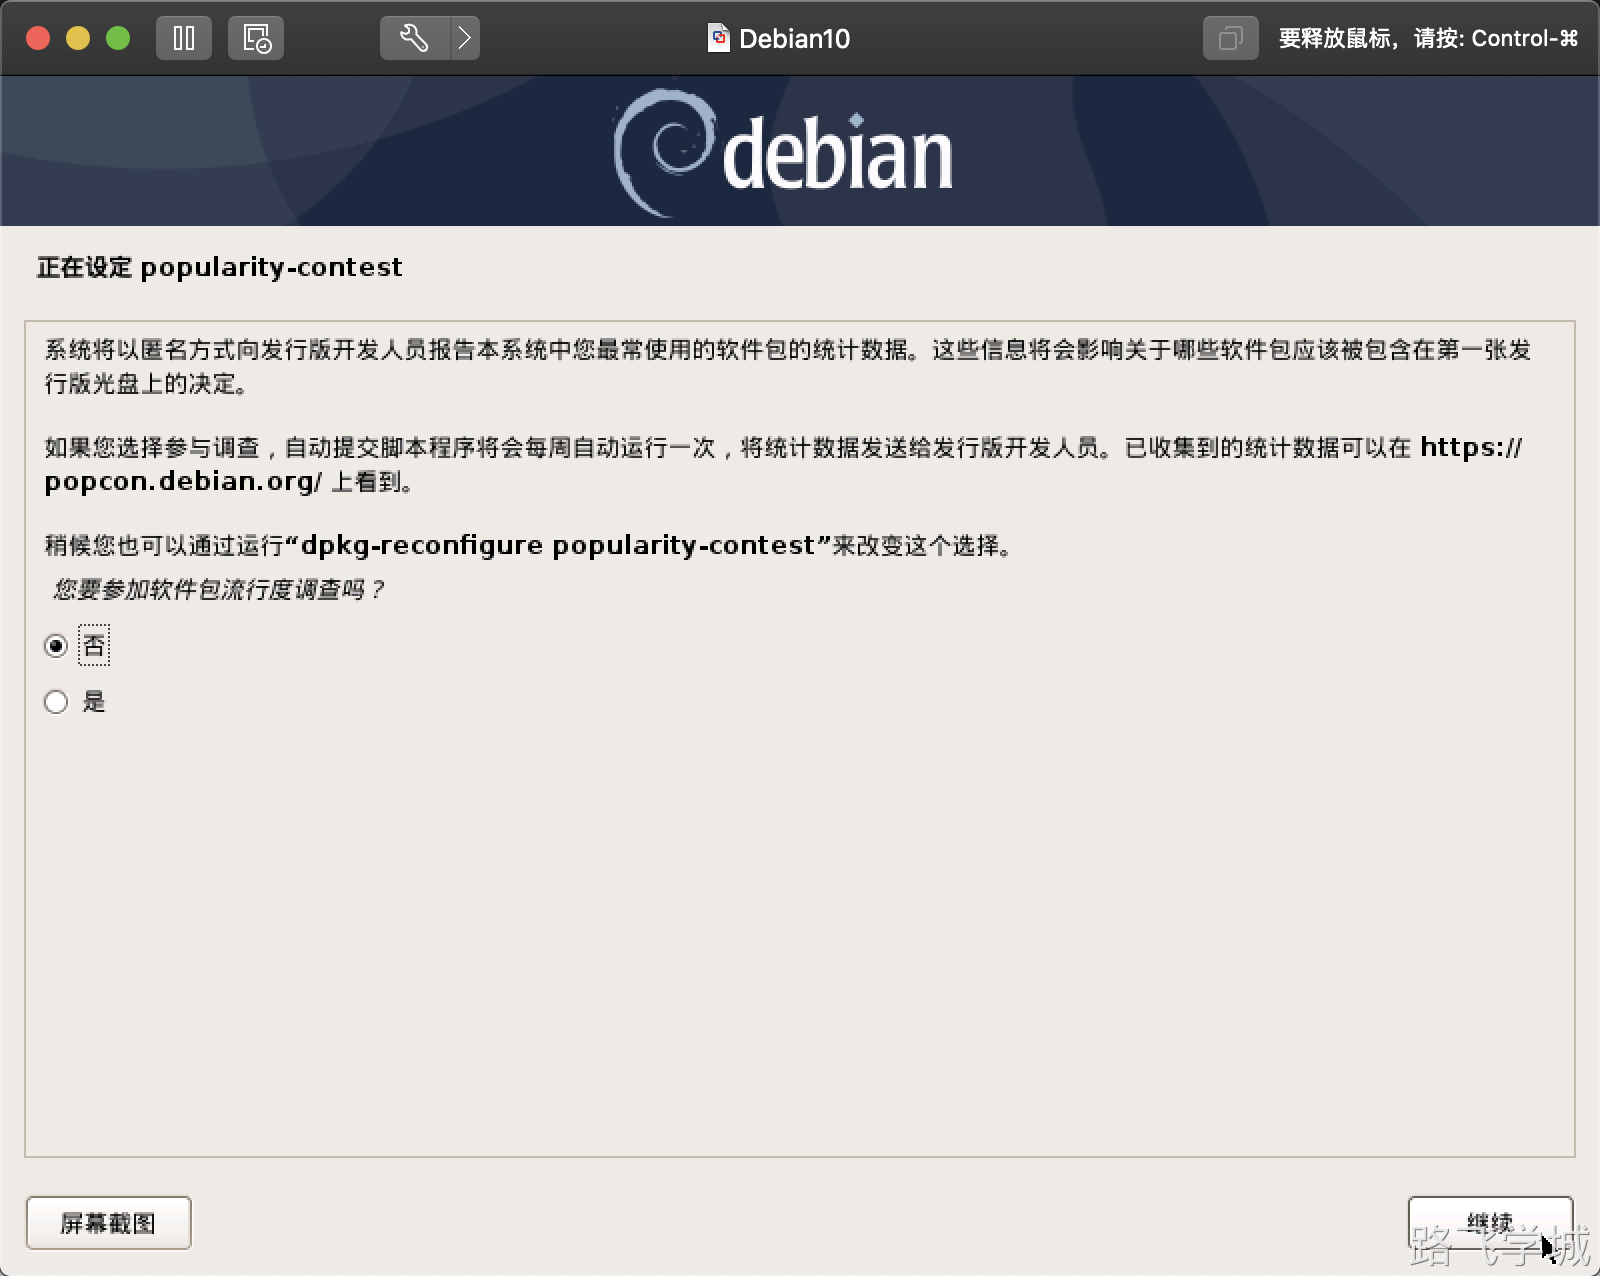 Debian10
要释放鼠标，请按: Control-⌘
debian
正在设定 popularity-contest
系统将以匿名方式向发行版开发人员报告本系统中您最常使用的软件包的统计数据。这些信息将会影响关于哪些软件包应该被包含在第一张发
行版光盘上的决定。
如果您选择参与调查，自动提交脚本程序将会每周自动运行一次，将统计数据发送给发行版开发人员。已收集到的统计数据可以在 https://
popcon.debian.org/ 上看到。
稍候您也可以通过运行“dpkg-reconfigure popularity-contest”来改变这个选择。
您要参加软件包流行度调查吗？
否
是
屏幕截图
继续
路飞学城